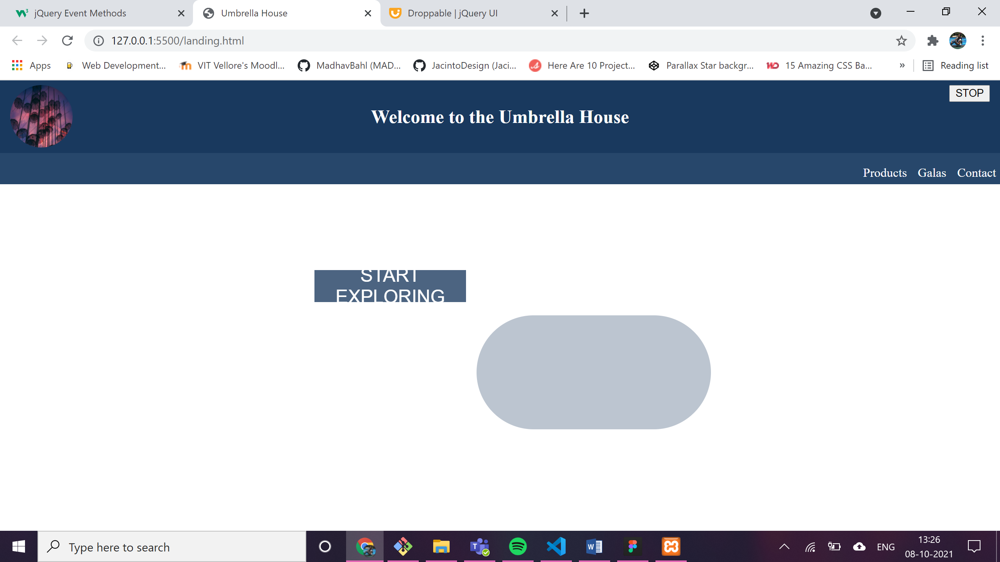 jQuery Event Methods
Umbrella House
Droppable | jQuery UI
127.0.0.1:5500/landing.html
Apps
Web Development...
VIT Vellore's Moodl...
MadhavBahl (MAD...
JacintoDesign (Jaci...
Here Are 10 Project...
Parallax Star backgr...
15 Amazing CSS Ba...
»
Reading list
STOP
Welcome to the Umbrella House
Products Galas Contact
START
EXPLORING
Type here to search
ENG
13:26
08-10-2021